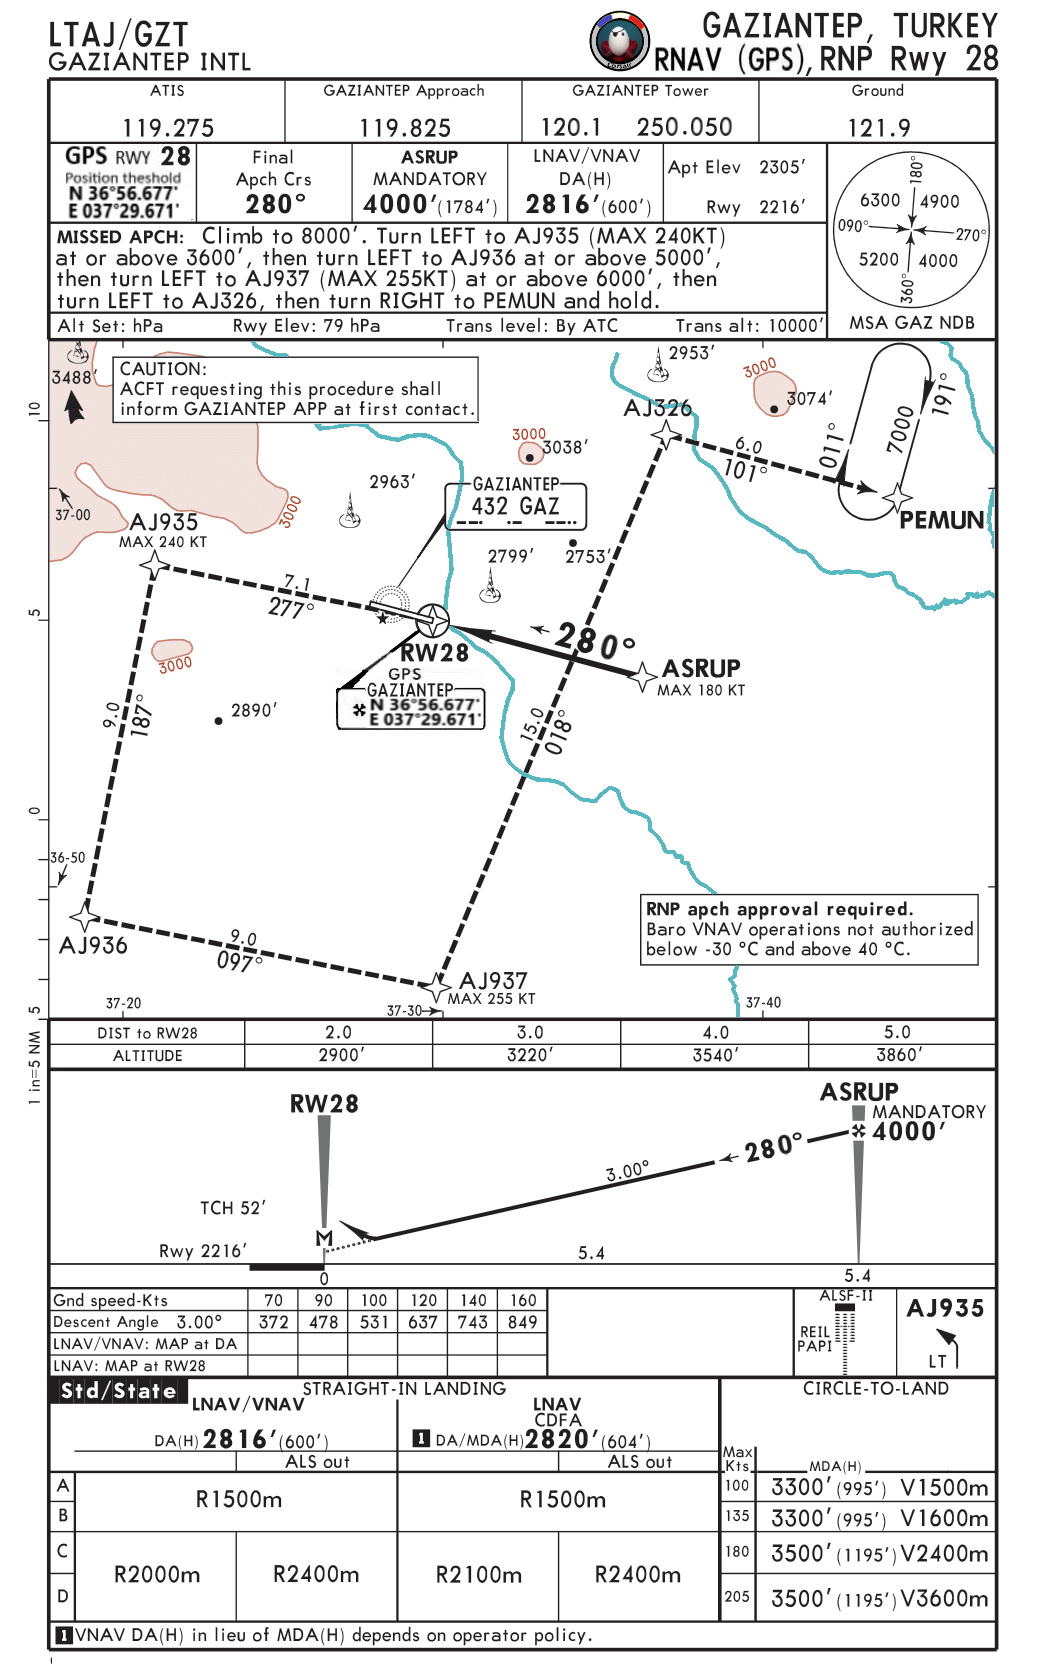 LTAJ/GZT
GAZIANTEP INTL
GAZIANTEP, TURKEY
RNAV (GPS), RNP Rwy 28
ATIS
119.275
GAZIANTEP Approach
119.825
GAZIANTEP Tower
120.1 250.050
Ground
121.9
GPS RWY 28
Position theshold
N 36°56.677'
E 037°29.671'
Final
Apch Crs
280°
ASRUP
MANDATORY
4000'(1784')
LNAV/VNAV
DA(H)
2816'(600')
Apt Elev 2305'
Rwy 2216'
MISSED APCH: Climb to 8000'. Turn LEFT to AJ935 (MAX 240KT)
at or above 3600', then turn LEFT to AJ936 at or above 5000',
then turn LEFT to AJ937 (MAX 255KT) at or above 6000', then
turn LEFT to AJ326, then turn RIGHT to PEMUN and hold.
Alt Set: hPa Rwy Elev: 79 hPa Trans level: By ATC Trans alt: 10000'
180°
6300 4900
090° 270°
5200 4000
360°
MSA GAZ NDB
3488'
CAUTION:
ACFT requesting this procedure shall
inform GAZIANTEP APP at first contact.
2953'
3000
3074'
AJ326
191°
7000
011°
6.0
101°
PEMUN
3000
3038'
2963'
3000
GAZIANTEP
432 GAZ
10
37-00
AJ935
MAX 240 KT
2799'
2753'
7.1
277°
5
RW28
280°
ASRUP
MAX 180 KT
GPS
GAZIANTEP
N 36°56.677'
E 037°29.671'
3000
9.0
187°
2890'
15.0
018°
0
36-50
AJ936
9.0
097°
AJ937
MAX 255 KT
RNP apch approval required.
Baro VNAV operations not authorized
below -30 °C and above 40 °C.
37-20
37-30
37-40
5
1 in=5 NM
DIST to RW28 2.0 3.0 4.0 5.0
ALTITUDE 2900' 3220' 3540' 3860'
RW28
ASRUP
MANDATORY
4000'
280°
3.00°
TCH 52'
M
Rwy 2216'
5.4
0
5.4
Gnd speed-Kts 70 90 100 120 140 160
Descent Angle 3.00° 372 478 531 637 743 849
LNAV/VNAV: MAP at DA
LNAV: MAP at RW28
ALSF-II
REIL
PAPI
AJ935
LT
Std/State
STRAIGHT-IN LANDING
CIRCLE-TO-LAND
LNAV/VNAV
DA(H) 2816'(600')
LNAV
CDFA
1 DA/MDA(H) 2820'(604')
ALS out
ALS out
Max
Kts
MDA(H)
A
B
C
D
R1500m
R1500m
R2000m
R2400m
R2100m
R2400m
100 3300'(995') V1500m
135 3300'(995') V1600m
180 3500'(1195') V2400m
205 3500'(1195') V3600m
1 VNAV DA(H) in lieu of MDA(H) depends on operator policy.